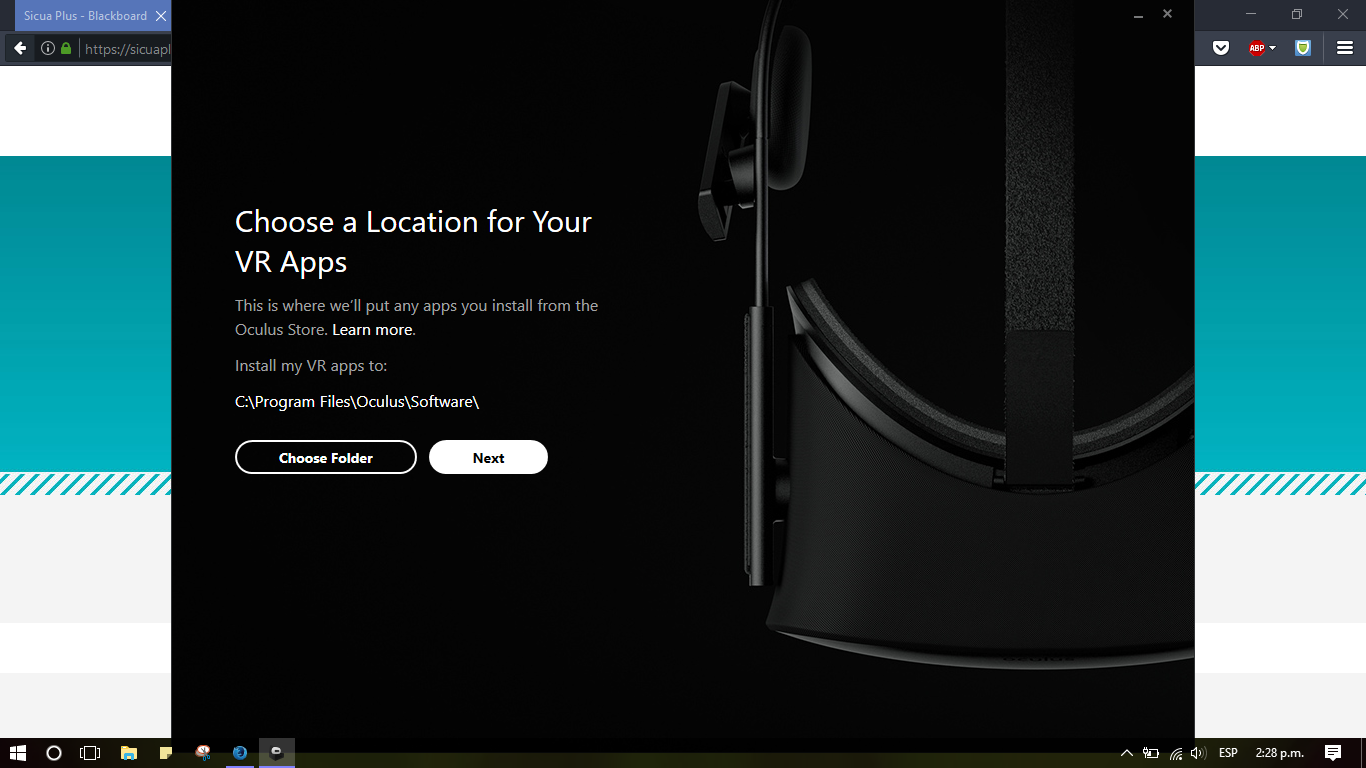 Sicua Plus - Blackboard
https://sicuapl
ABP
Choose a Location for Your
VR Apps
This is where we'll put any apps you install from the
Oculus Store. Learn more.
Install my VR apps to:
C:\Program Files\Oculus\Software\
Choose Folder
Next
ESP
2:28 p.m.